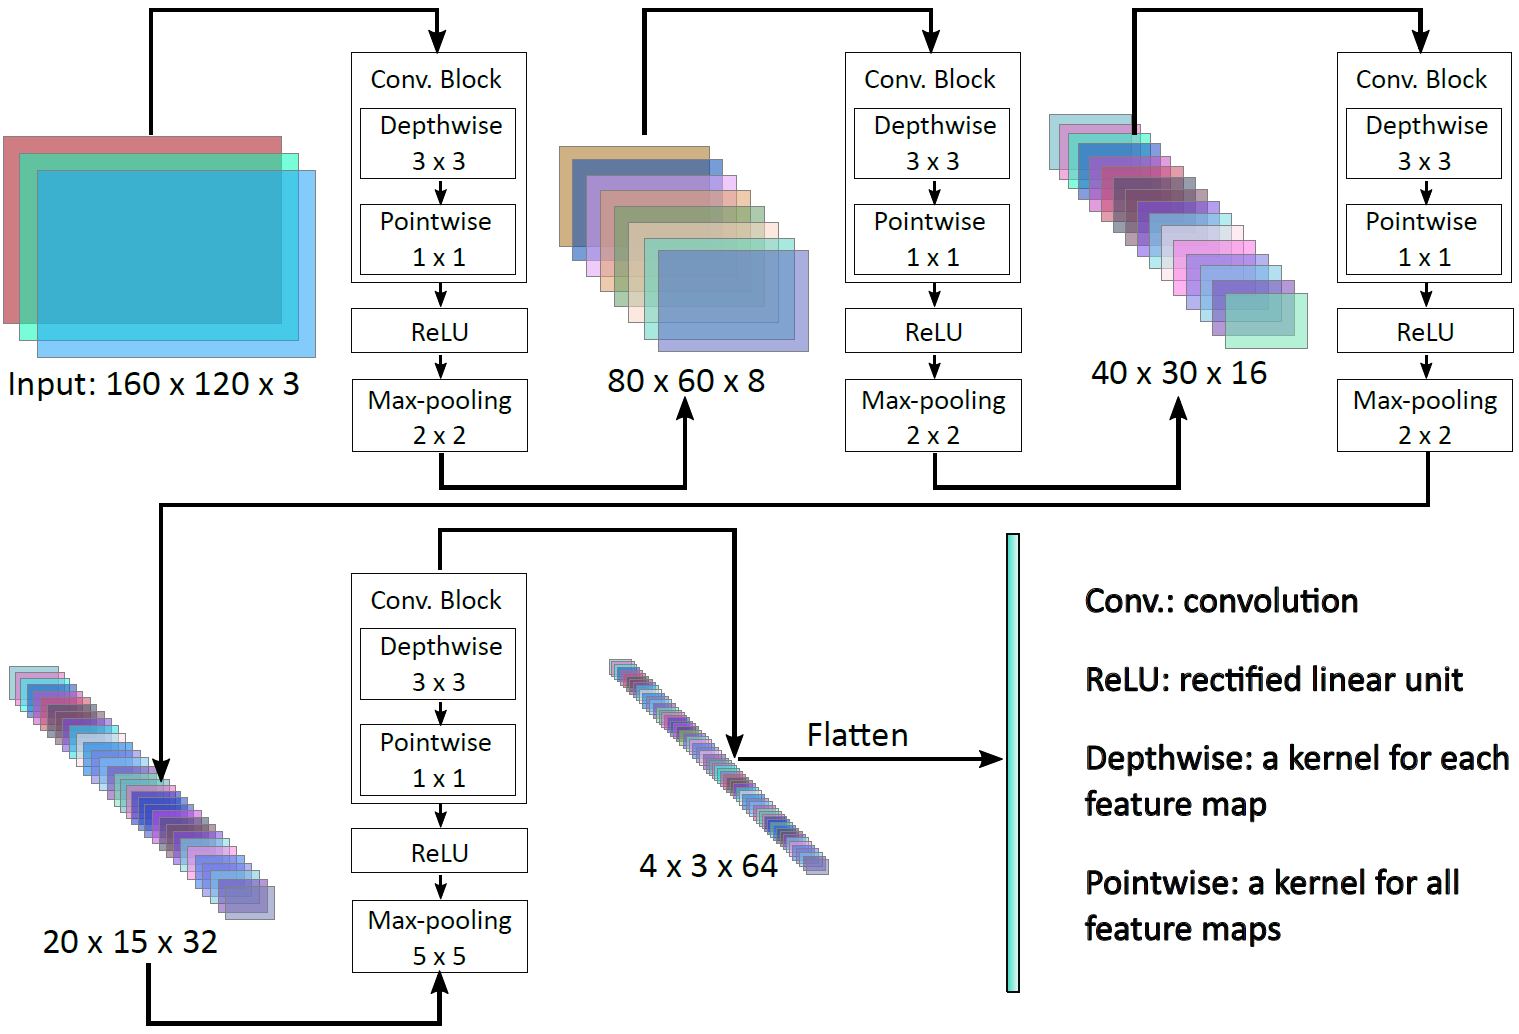 Conv. Block
Depthwise
3 x 3
Pointwise
1 x 1
ReLU
Max-pooling
2 x 2
Input: 160 x 120 x 3
Conv. Block
Depthwise
3 x 3
Pointwise
1 x 1
ReLU
Max-pooling
2 x 2
80 x 60 x 8
Conv. Block
Depthwise
3 x 3
Pointwise
1 x 1
ReLU
Max-pooling
2 x 2
40 x 30 x 16
20 x 15 x 32
Conv. Block
Depthwise
3 x 3
Pointwise
1 x 1
ReLU
Max-pooling
5 x 5
4 x 3 x 64
Flatten
Conv.: convolution
ReLU: rectified linear unit
Depthwise: a kernel for each
feature map
Pointwise: a kernel for all
feature maps